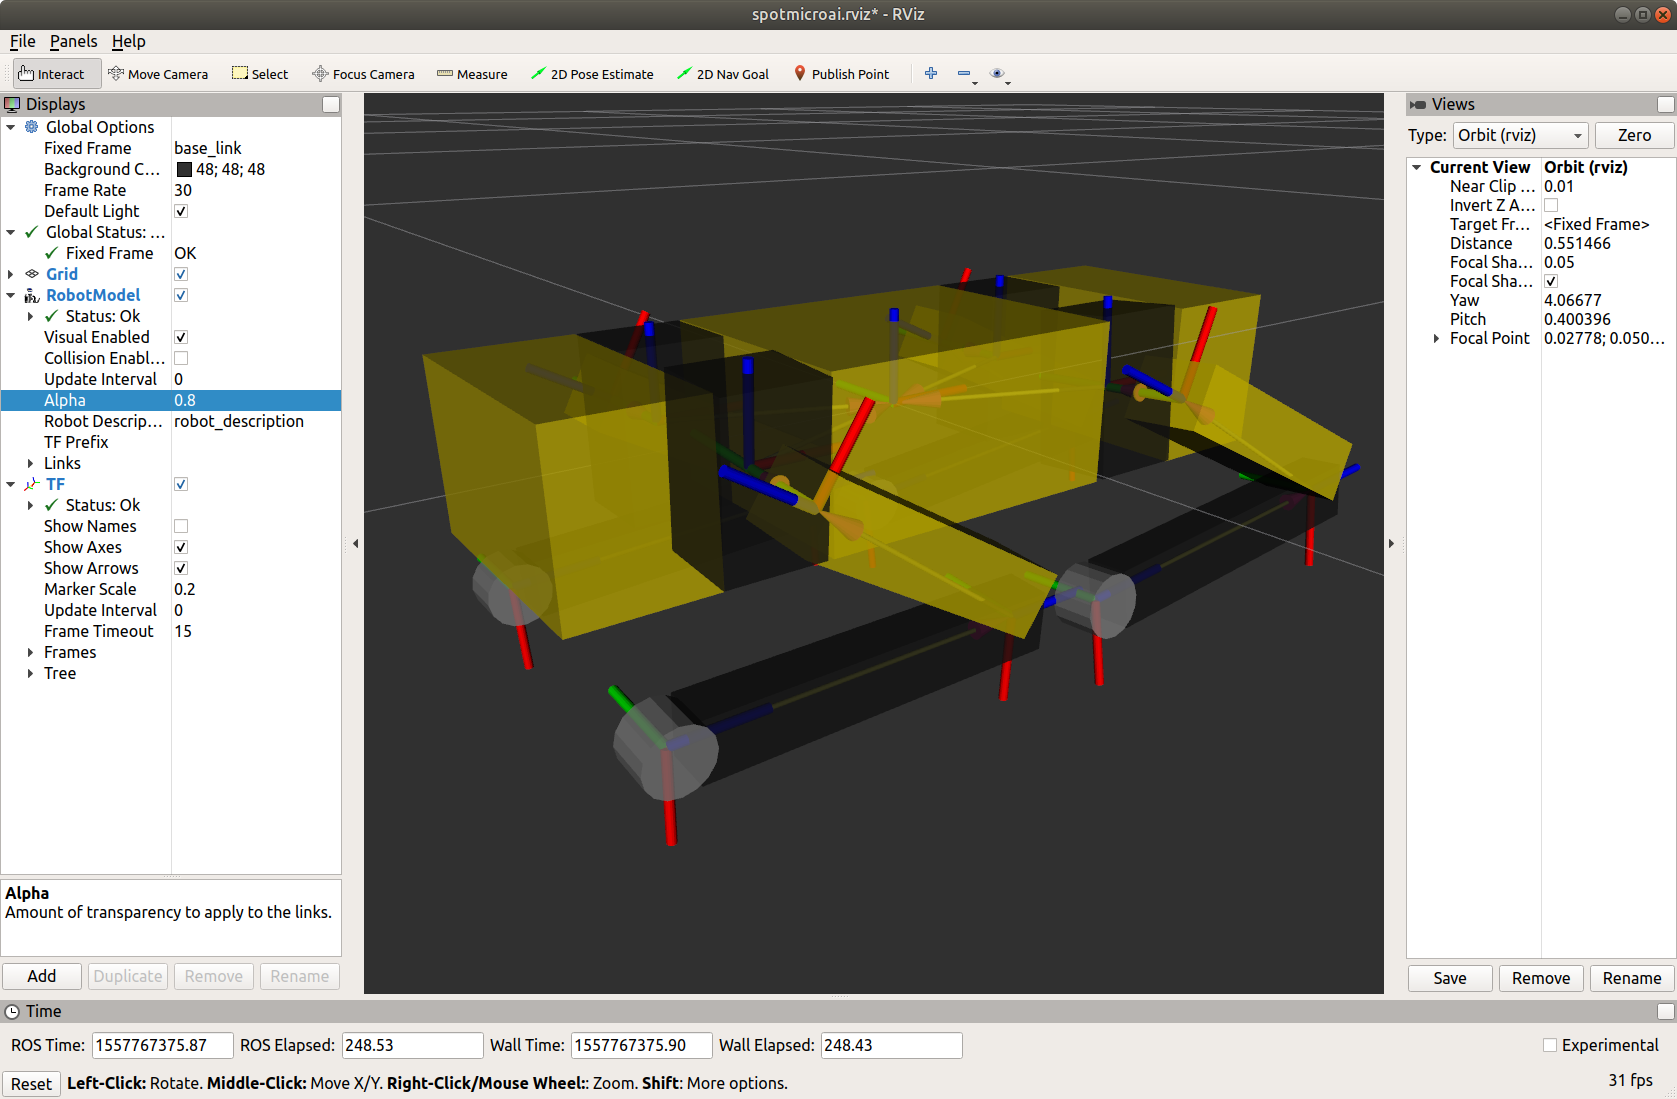 spotmicroai.rviz* - RViz
File Panels Help
Interact Move Camera Select Focus Camera Measure 2D Pose Estimate 2D Nav Goal Publish Point
Displays
Global Options
Fixed Frame base_link
Background C... 48; 48; 48
Frame Rate 30
Default Light
Global Status: ...
Fixed Frame OK
Grid
RobotModel
Status: Ok
Visual Enabled
Collision Enabl...
Update Interval 0
Alpha 0.8
Robot Descrip... robot_description
TF Prefix
Links
TF
Status: Ok
Show Names
Show Axes
Show Arrows
Marker Scale 0.2
Update Interval 0
Frame Timeout 15
Frames
Tree
Alpha
Amount of transparency to apply to the links.
Add Duplicate Remove Rename
Views
Type: Orbit (rviz) Zero
Current View Orbit (rviz)
Near Clip ... 0.01
Invert Z A...
Target Fr... <Fixed Frame>
Distance 0.551466
Focal Sha... 0.05
Focal Sha...
Yaw 4.06677
Pitch 0.400396
Focal Point 0.02778; 0.050...
Save Remove Rename
Time
ROS Time: 1557767375.87 ROS Elapsed: 248.53 Wall Time: 1557767375.90 Wall Elapsed: 248.43 Experimental
Reset Left-Click: Rotate. Middle-Click: Move X/Y. Right-Click/Mouse Wheel:: Zoom. Shift: More options. 31 fps